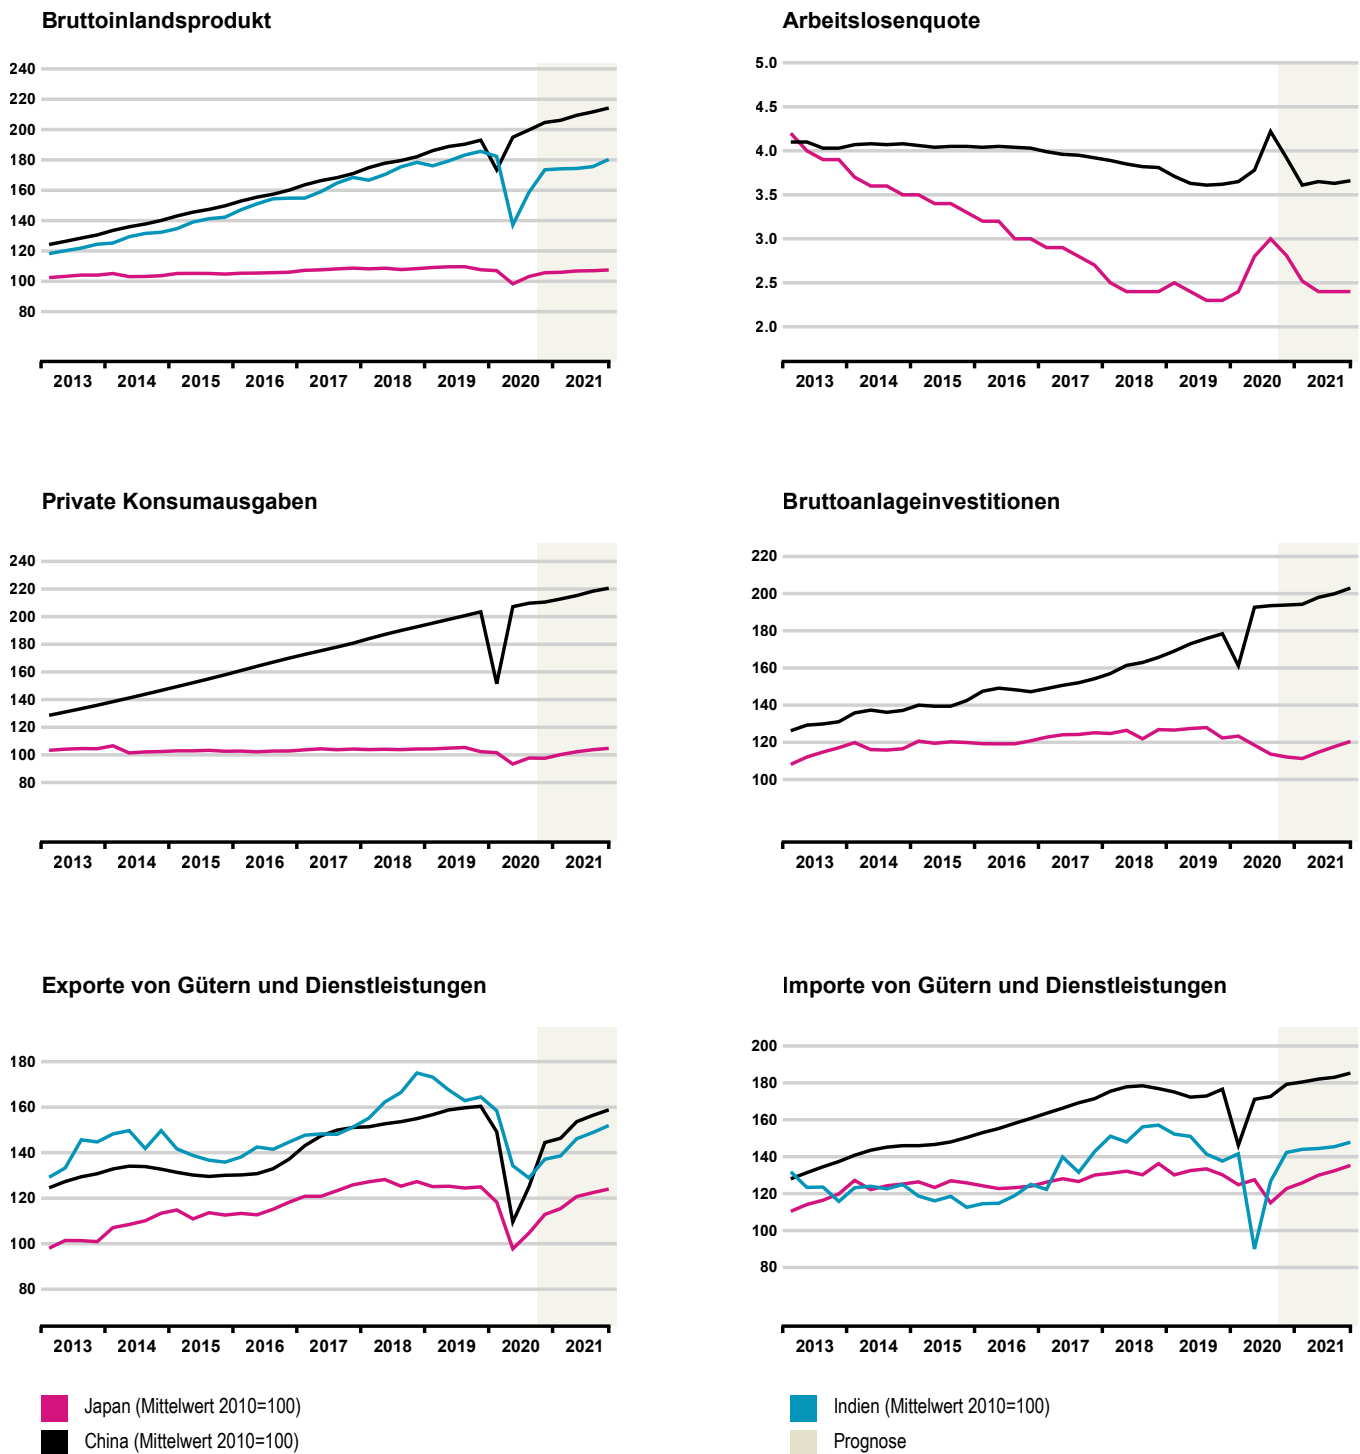 Bruttoinlandsprodukt
240
220
200
180
160
140
120
100
80
2013 2014 2015 2016 2017 2018 2019 2020 2021
Arbeitslosenquote
5.0
4.5
4.0
3.5
3.0
2.5
2.0
2013 2014 2015 2016 2017 2018 2019 2020 2021
Private Konsumausgaben
240
220
200
180
160
140
120
100
80
2013 2014 2015 2016 2017 2018 2019 2020 2021
Bruttoanlageinvestitionen
220
200
180
160
140
120
100
2013 2014 2015 2016 2017 2018 2019 2020 2021
Exporte von Gütern und Dienstleistungen
180
160
140
120
100
80
2013 2014 2015 2016 2017 2018 2019 2020 2021
Importe von Gütern und Dienstleistungen
200
180
160
140
120
100
80
2013 2014 2015 2016 2017 2018 2019 2020 2021
Japan (Mittelwert 2010=100)
China (Mittelwert 2010=100)
Indien (Mittelwert 2010=100)
Prognose